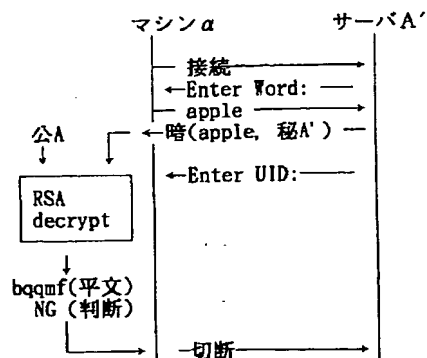 マシンα サーバA′
接続
Enter Word:
apple
公A
暗(apple, 秘A')
Enter UID:
RSA
decrypt
bqqmf(平文)
NG (判断)
切断